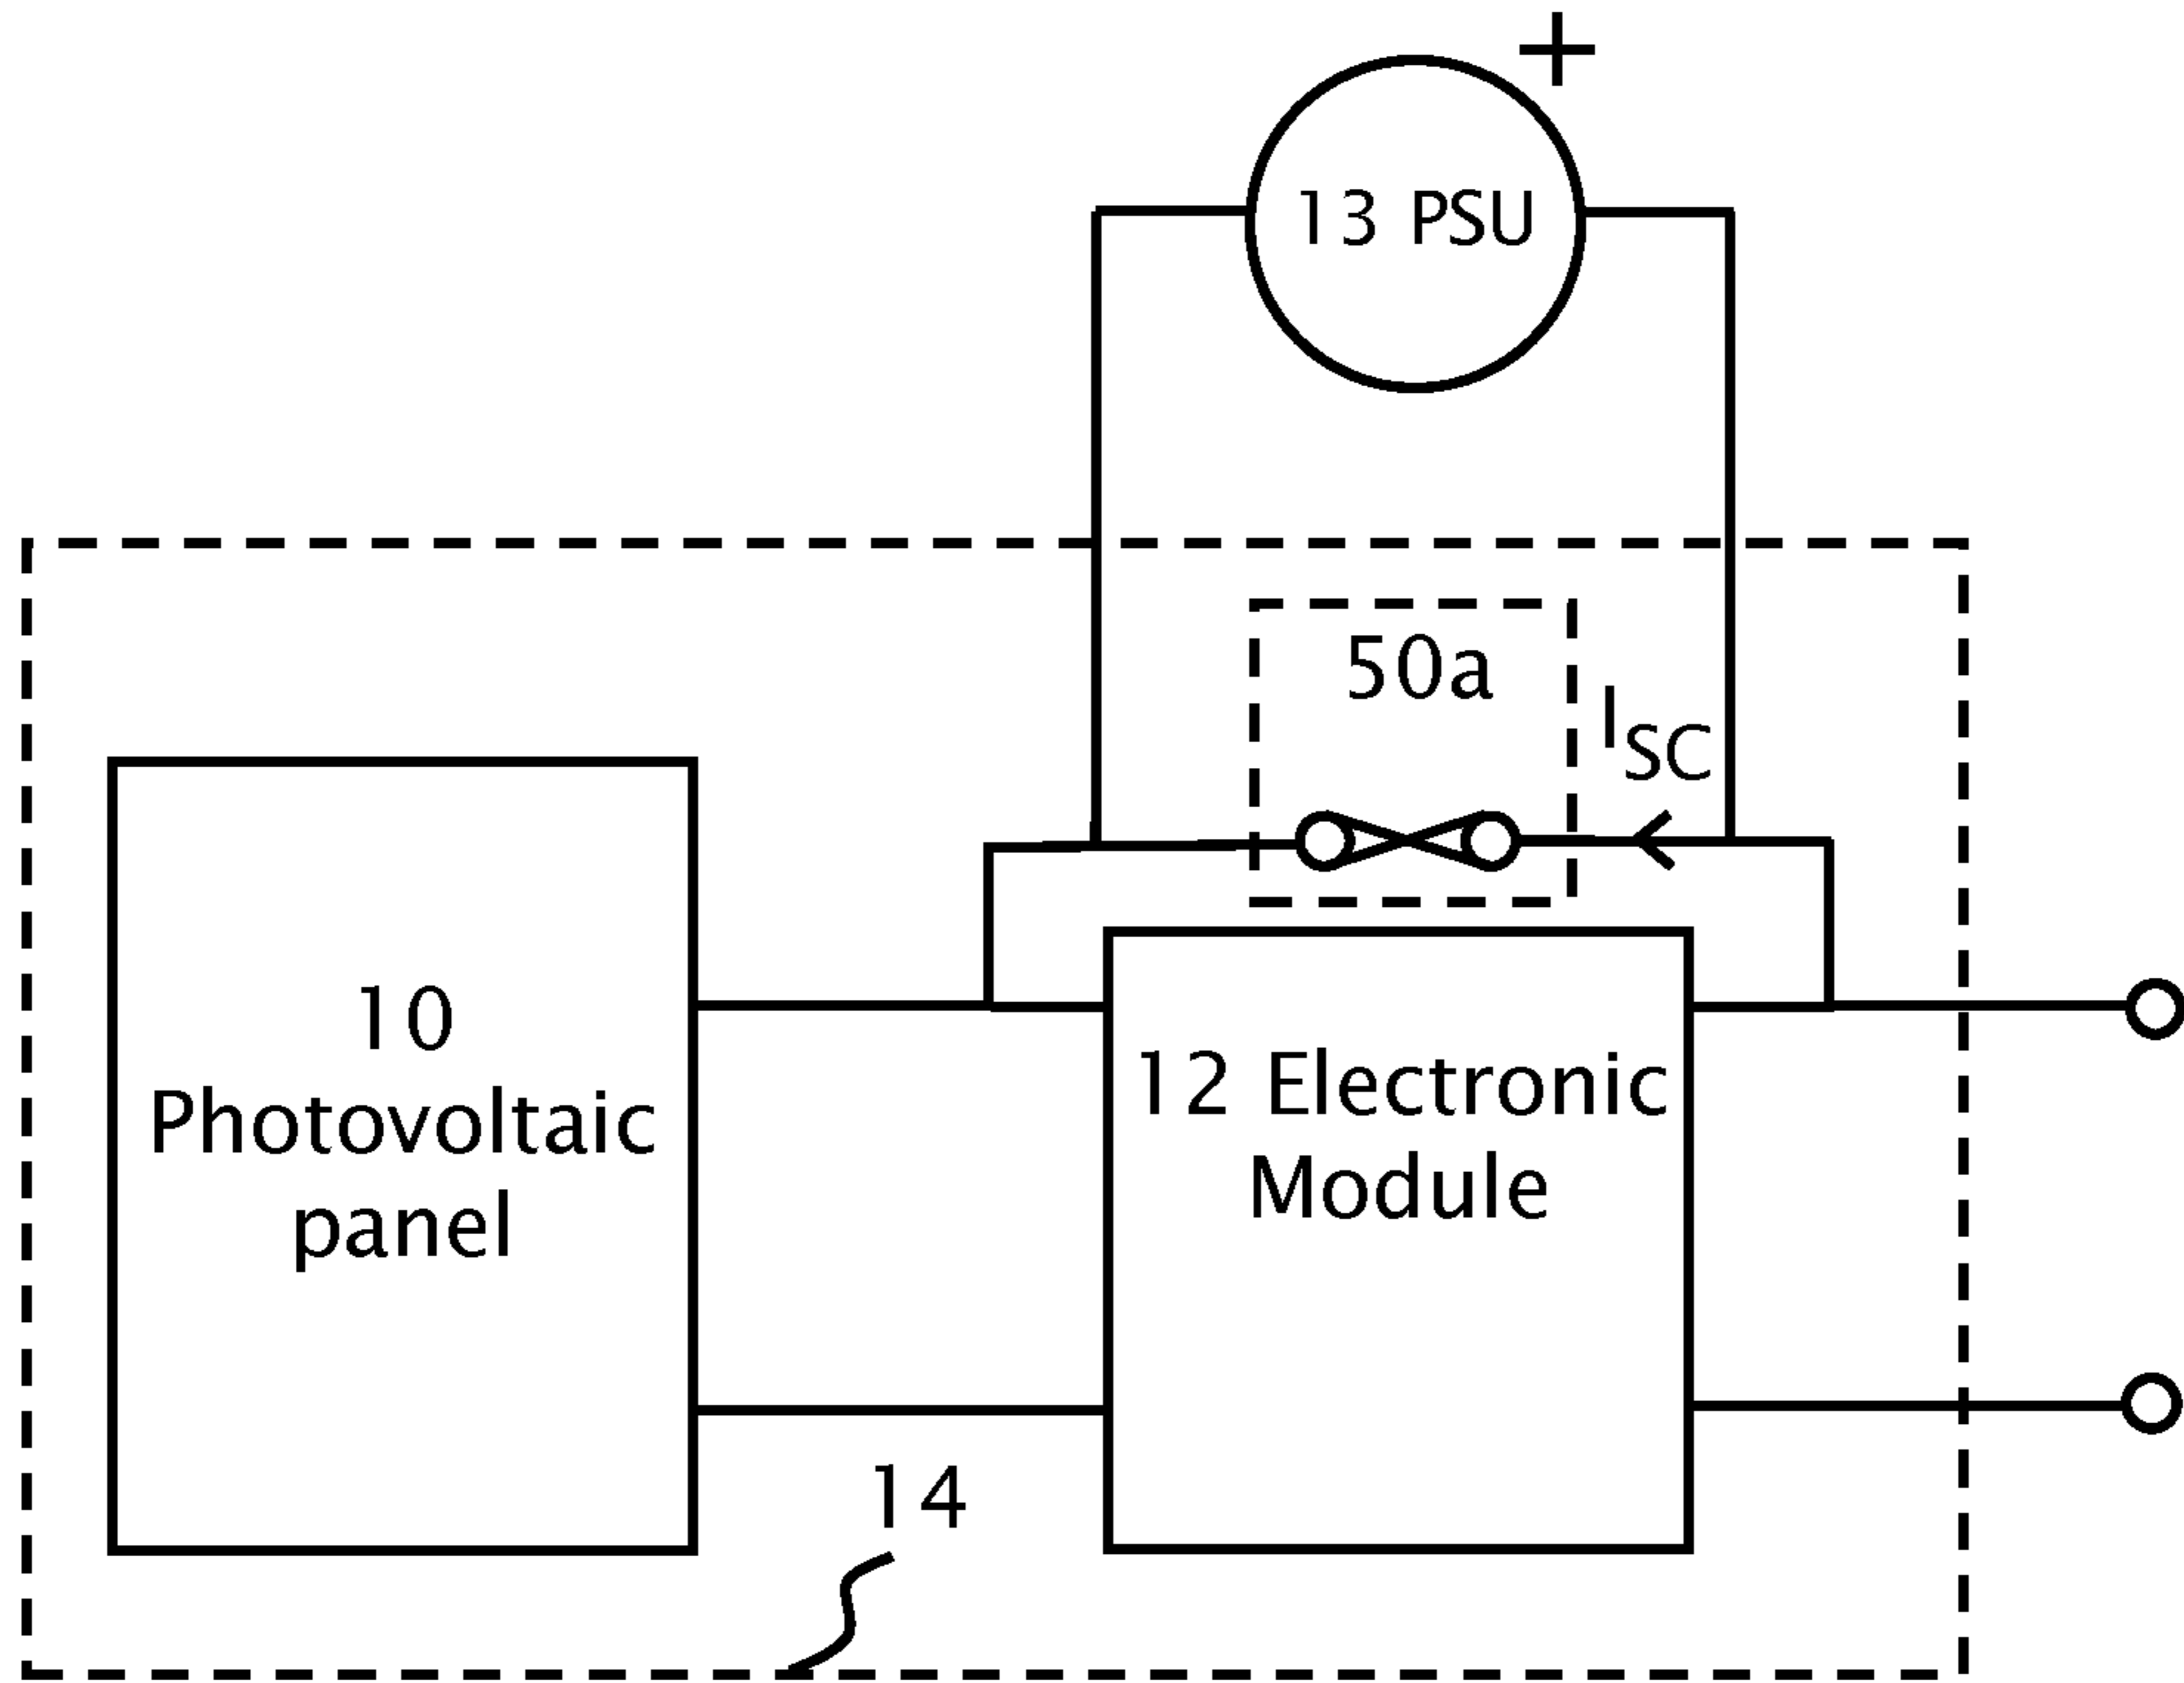 +
13 PSU
50a
ISC
10
Photovoltaic
panel
12 Electronic
Module
14